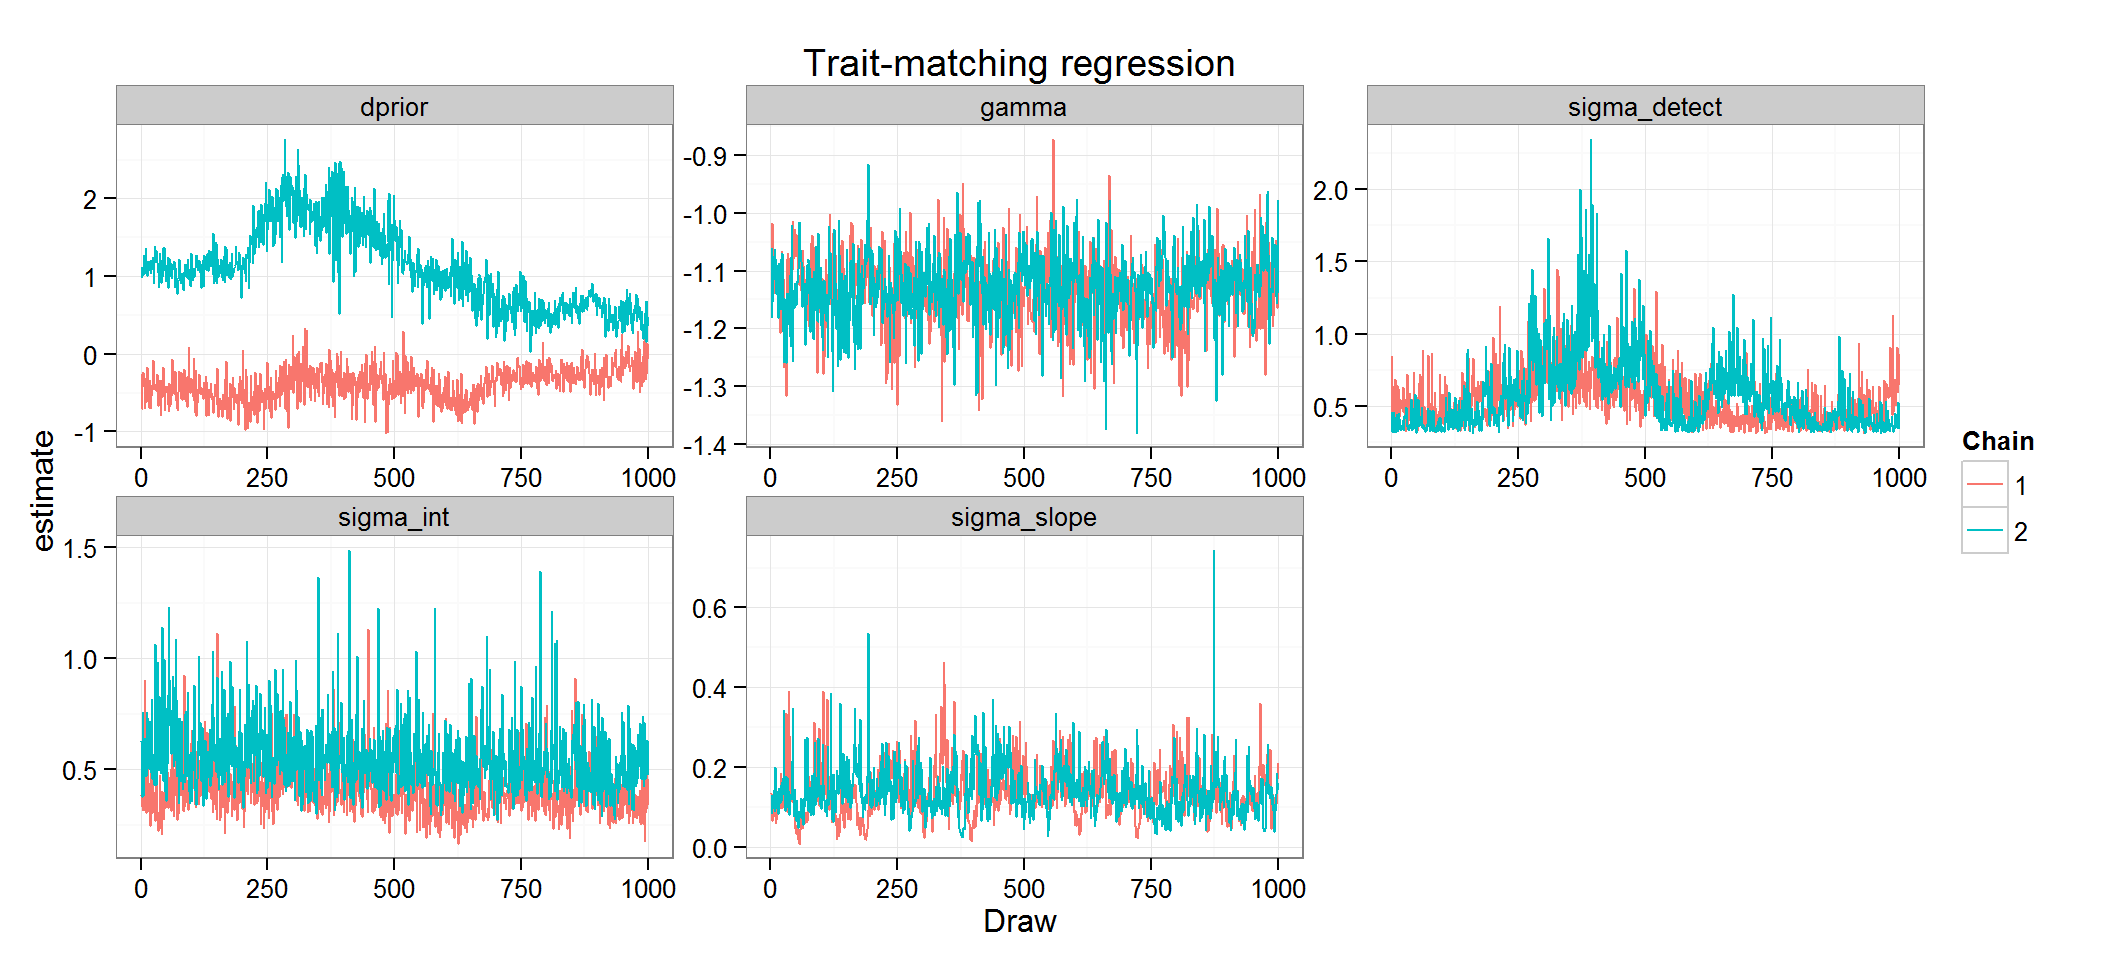 Trait-matching regression
dprior
gamma
sigma_detect
2
1
0
-1
-0.9
-1.0
-1.1
-1.2
-1.3
-1.4
2.0
1.5
1.0
0.5
0 250 500 750 1000
0 250 500 750 1000
0 250 500 750 1000
estimate
sigma_int
sigma_slope
1.5
1.0
0.5
0.6
0.4
0.2
0.0
0 250 500 750 1000
0 250 500 750 1000
Draw
Chain
1
2